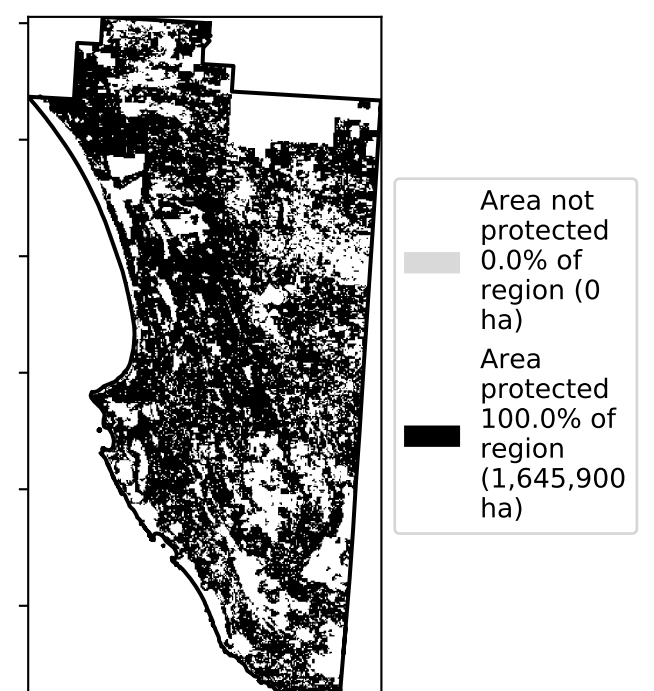 Area not
protected
0.0% of
region (0
ha)
Area
protected
100.0% of
region
(1,645,900
ha)